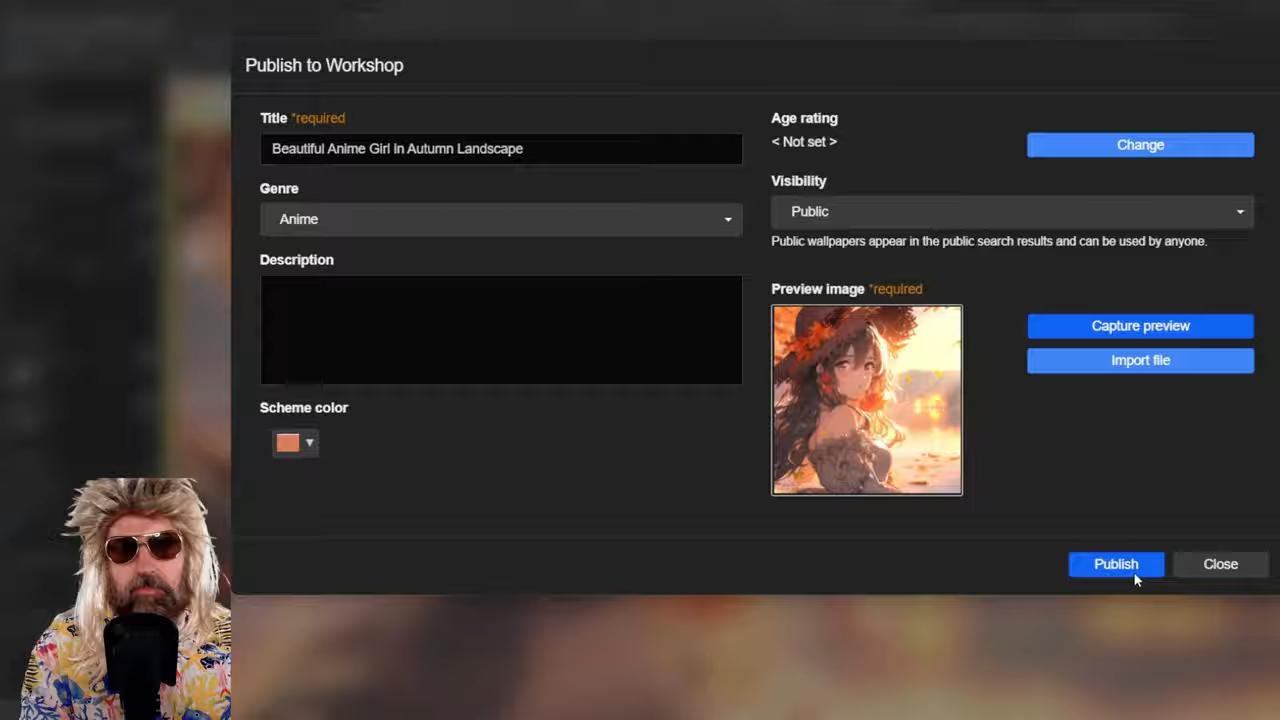 Publish to Workshop
Title *required
Beautiful Anime Girl in Autumn Landscape
Genre
Anime
Description
Scheme color
Age rating
< Not set >
Change
Visibility
Public
Public wallpapers appear in the public search results and can be used by anyone.
Preview image *required
Capture preview
Import file
Publish
Close